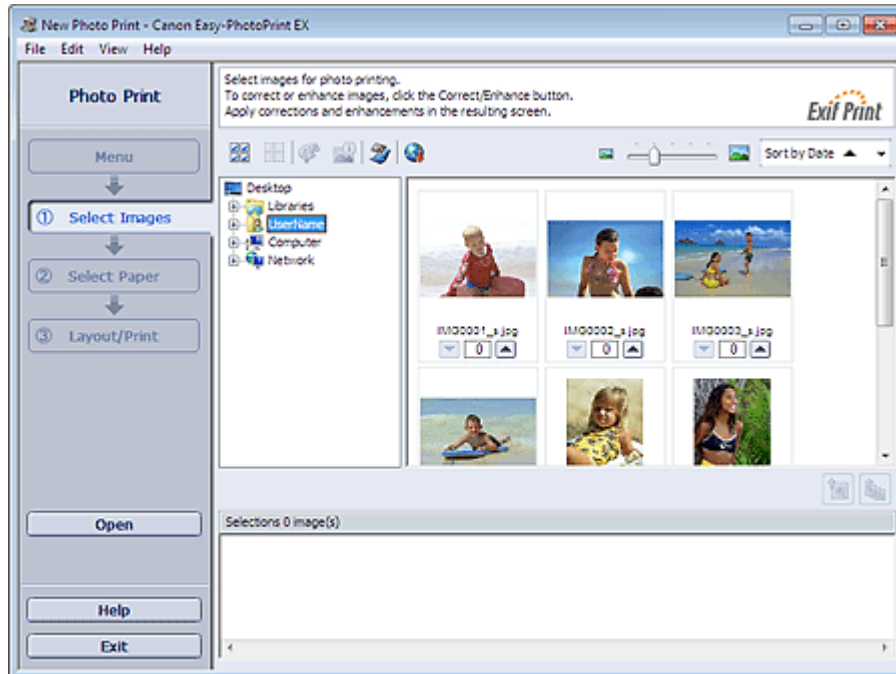 New Photo Print - Canon Easy-PhotoPrint EX
File Edit View Help
Photo Print
Select images for photo printing.
To correct or enhance images, click the Correct/Enhance button.
Apply corrections and enhancements in the resulting screen.
Exif Print
Menu
Sort by Date
① Select Images
② Select Paper
③ Layout/Print
Desktop
Libraries
UserName
Computer
Network
IMG0001_s.jpg
IMG0002_s.jpg
IMG0003_s.jpg
0
0
0
Open
Selections 0 image(s)
Help
Exit